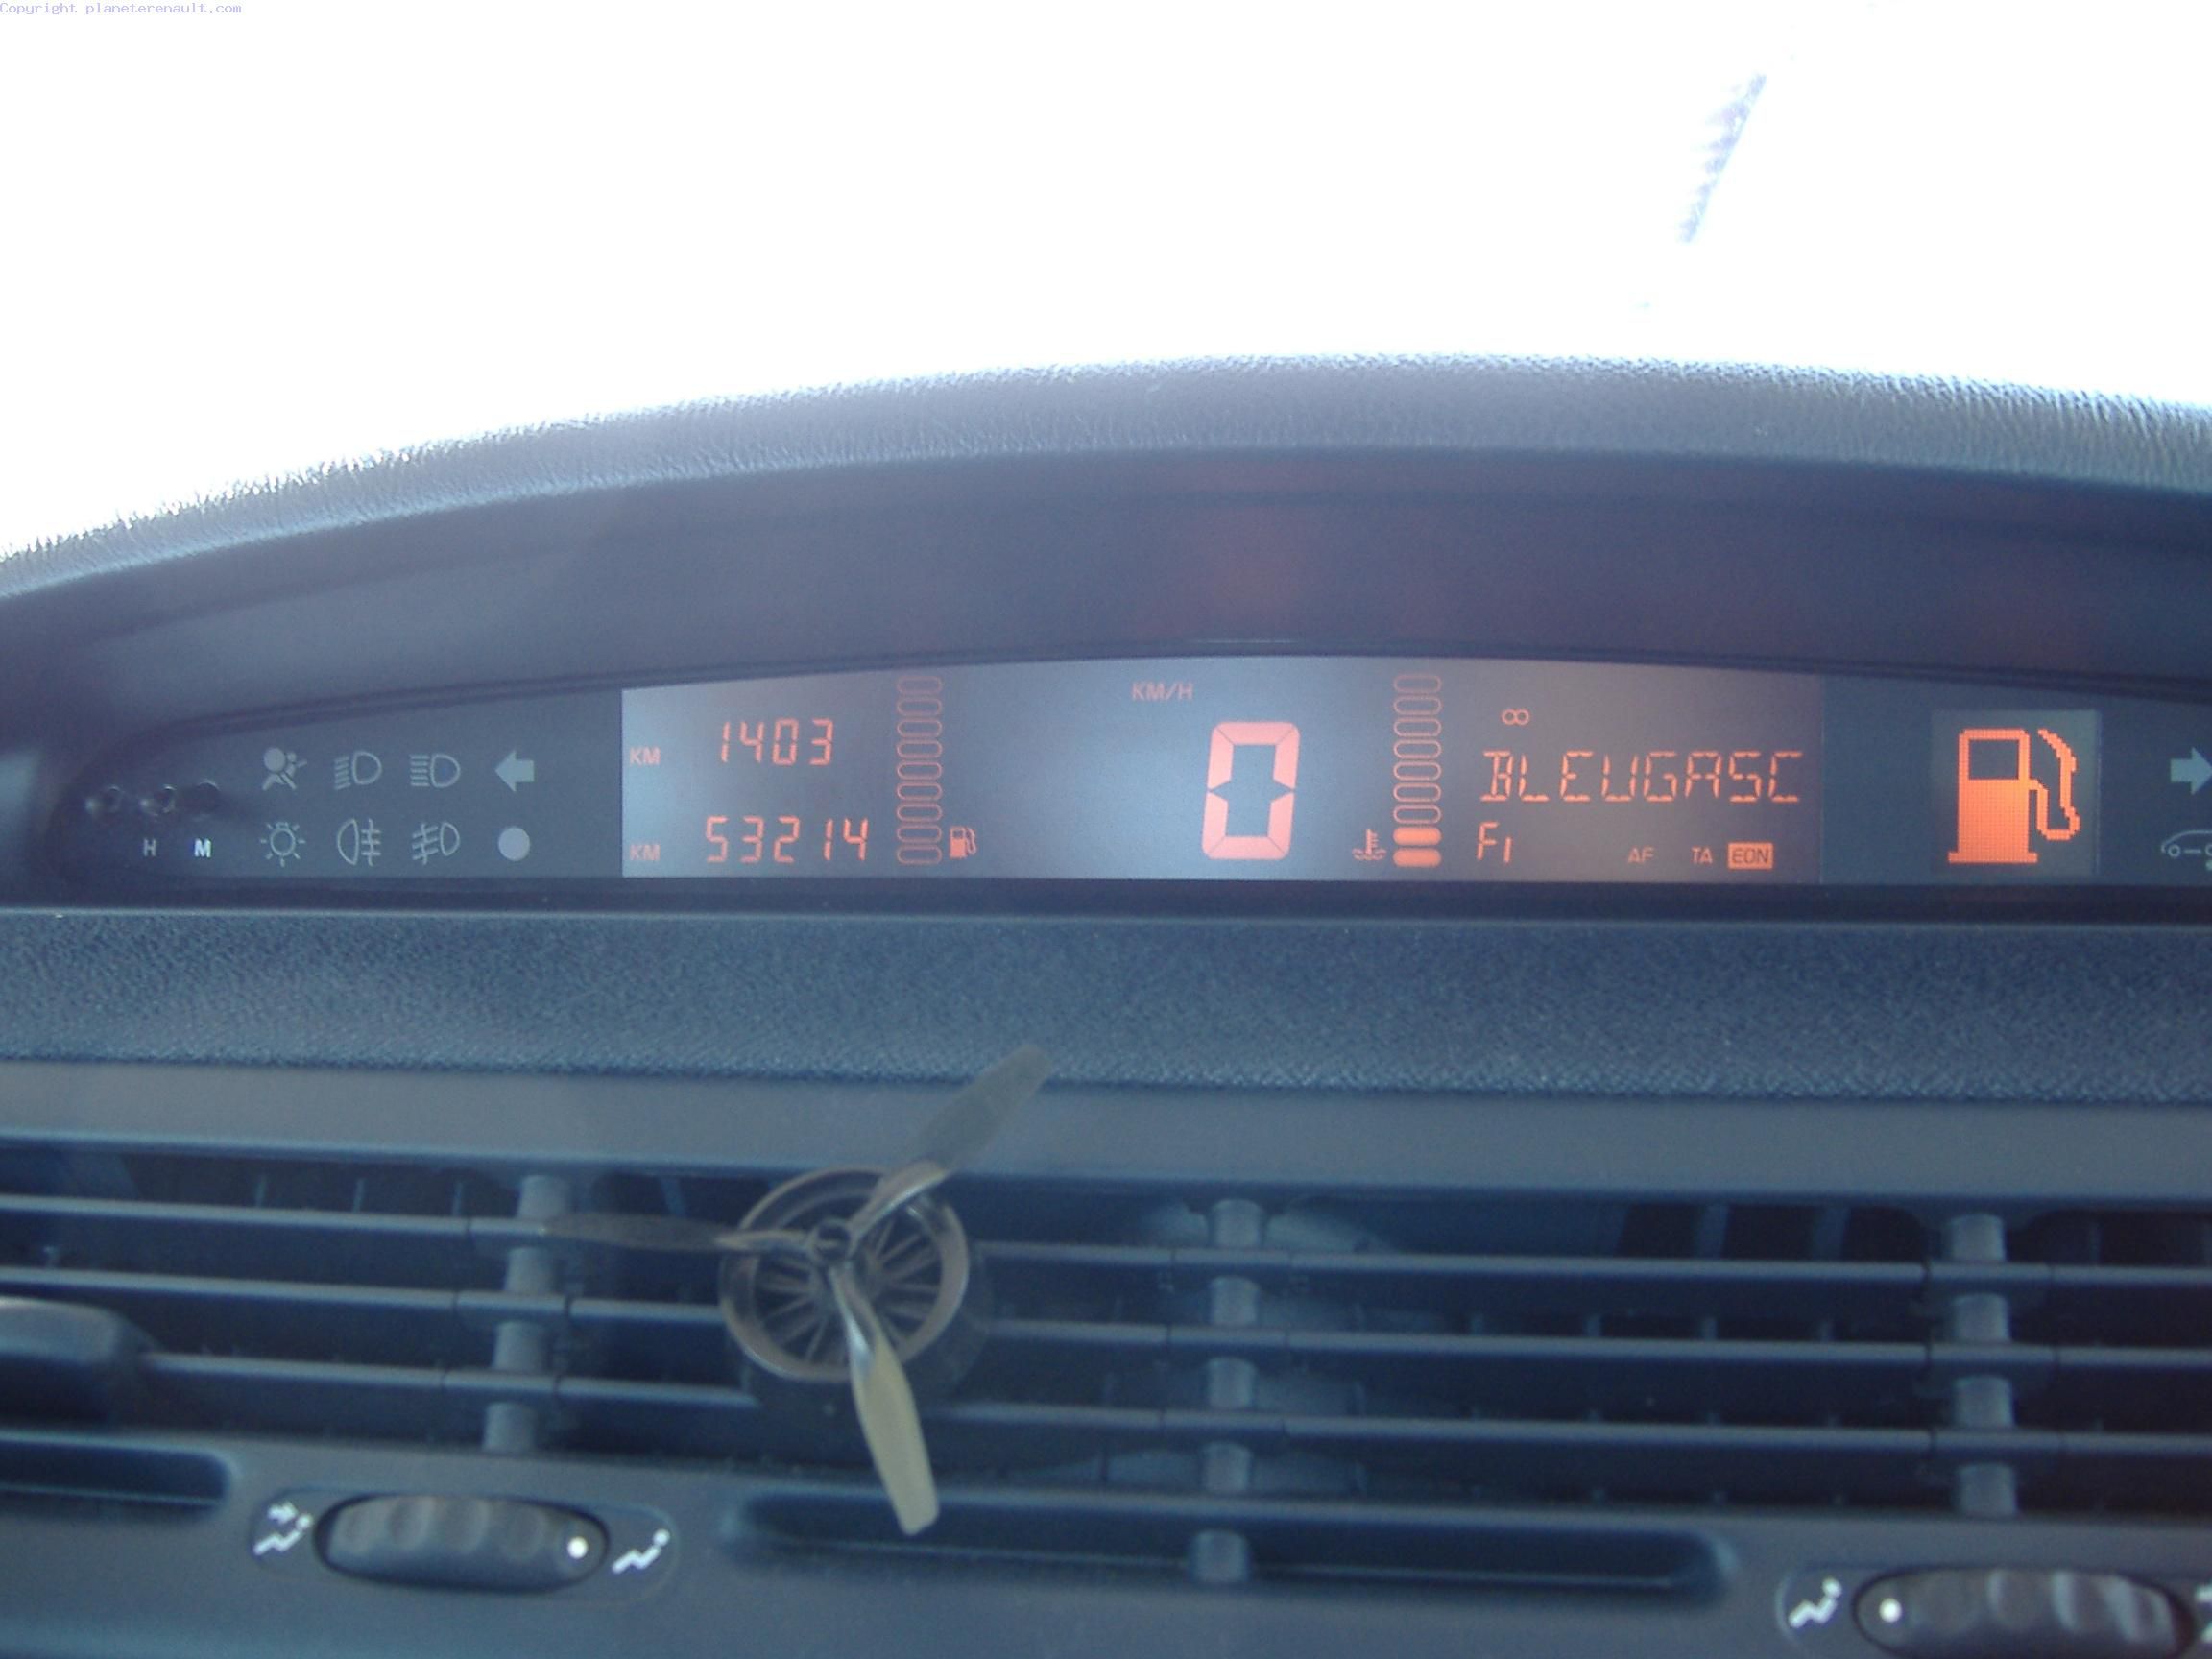 Copyright planeterenault.com
KM/H
KM 1403
KM 53214
0
BLEUGASC
F1 AF TA EON
H M